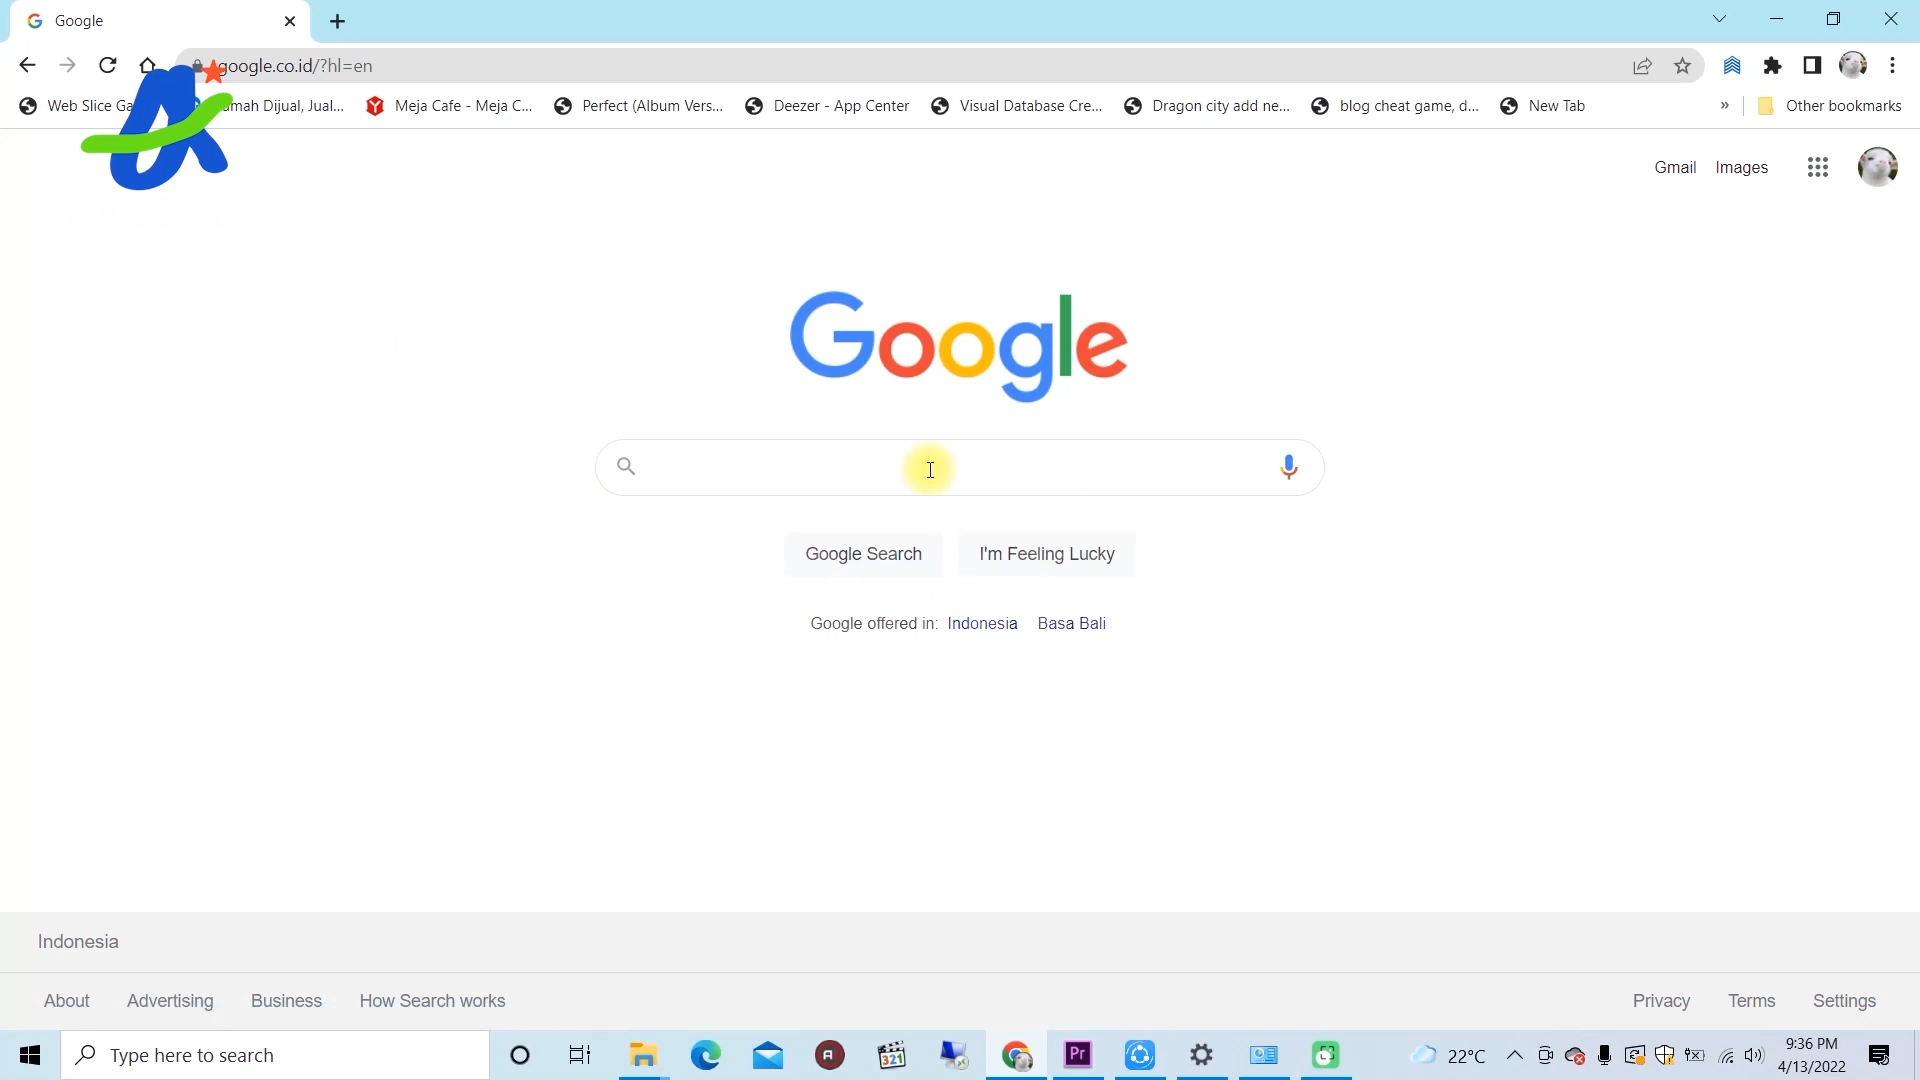 Google
google.co.id/?hl=en
Web Slice Ga
amah Dijual, Jual...
Meja Cafe - Meja C...
Perfect (Album Vers...
Deezer - App Center
Visual Database Cre...
Dragon city add ne...
blog cheat game, d...
New Tab
»
Other bookmarks
Gmail
Images
Google
Google Search
I'm Feeling Lucky
Google offered in: Indonesia Basa Bali
Indonesia
About
Advertising
Business
How Search works
Privacy
Terms
Settings
Type here to search
A
321
Pr
22°C
9:36 PM
4/13/2022